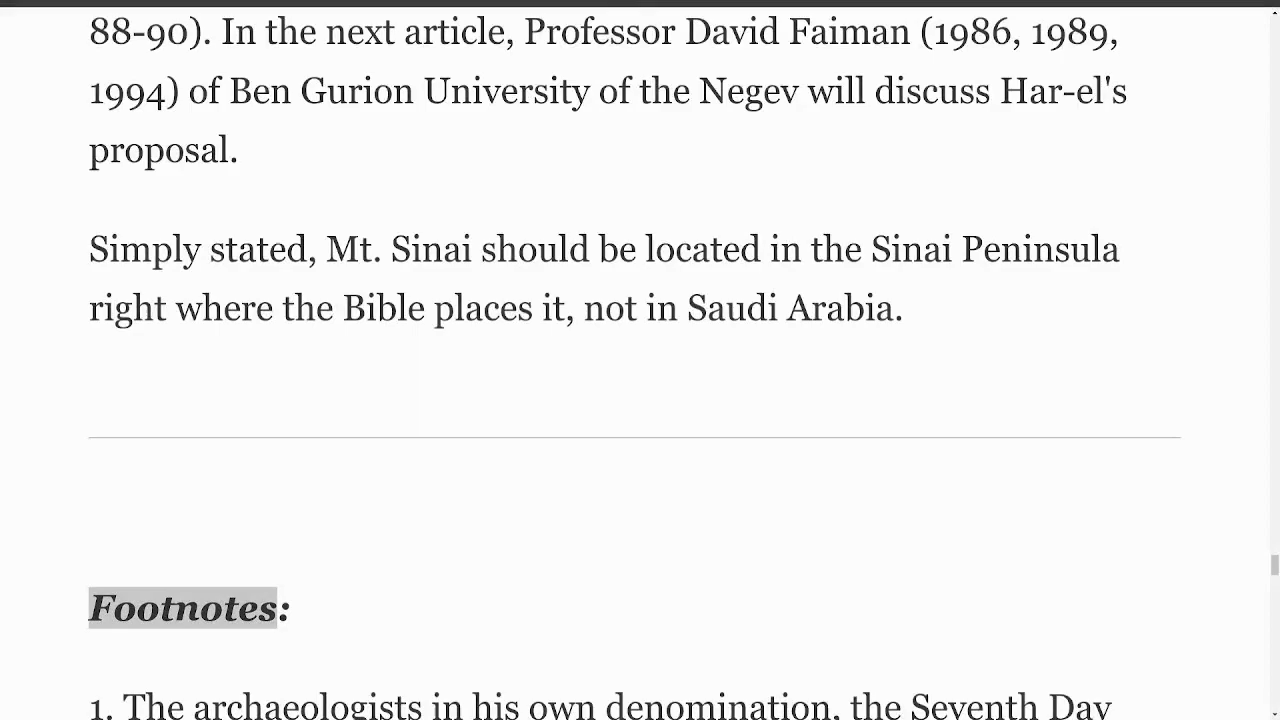 88-90). In the next article, Professor David Faiman (1986, 1989,
1994) of Ben Gurion University of the Negev will discuss Har-el's
proposal.
Simply stated, Mt. Sinai should be located in the Sinai Peninsula
right where the Bible places it, not in Saudi Arabia.
Footnotes:
1. The archaeologists in his own denomination, the Seventh Day